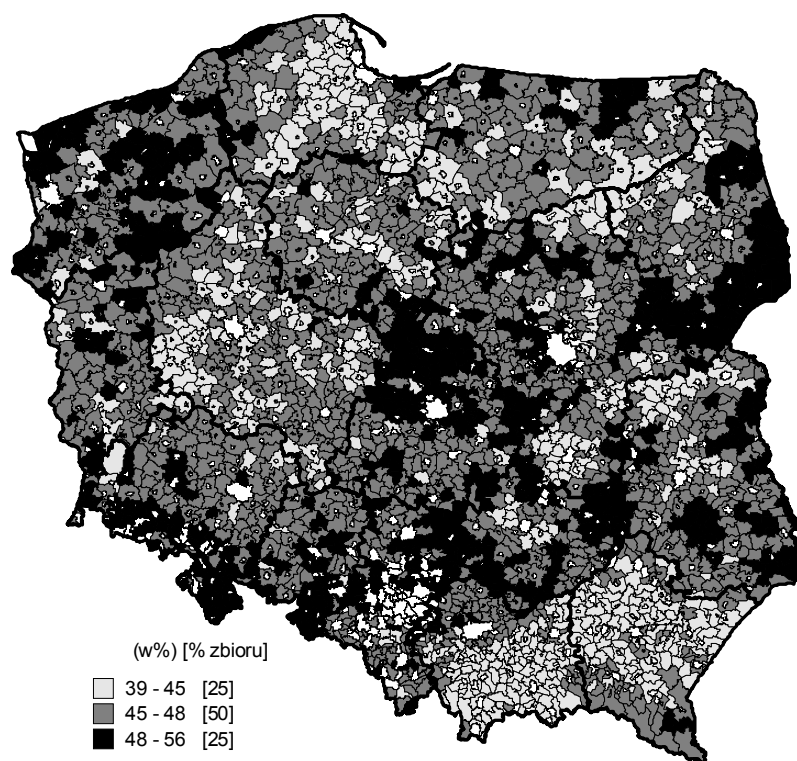 (w%) [% zbioru]
39 - 45 [25]
45 - 48 [50]
48 - 56 [25]